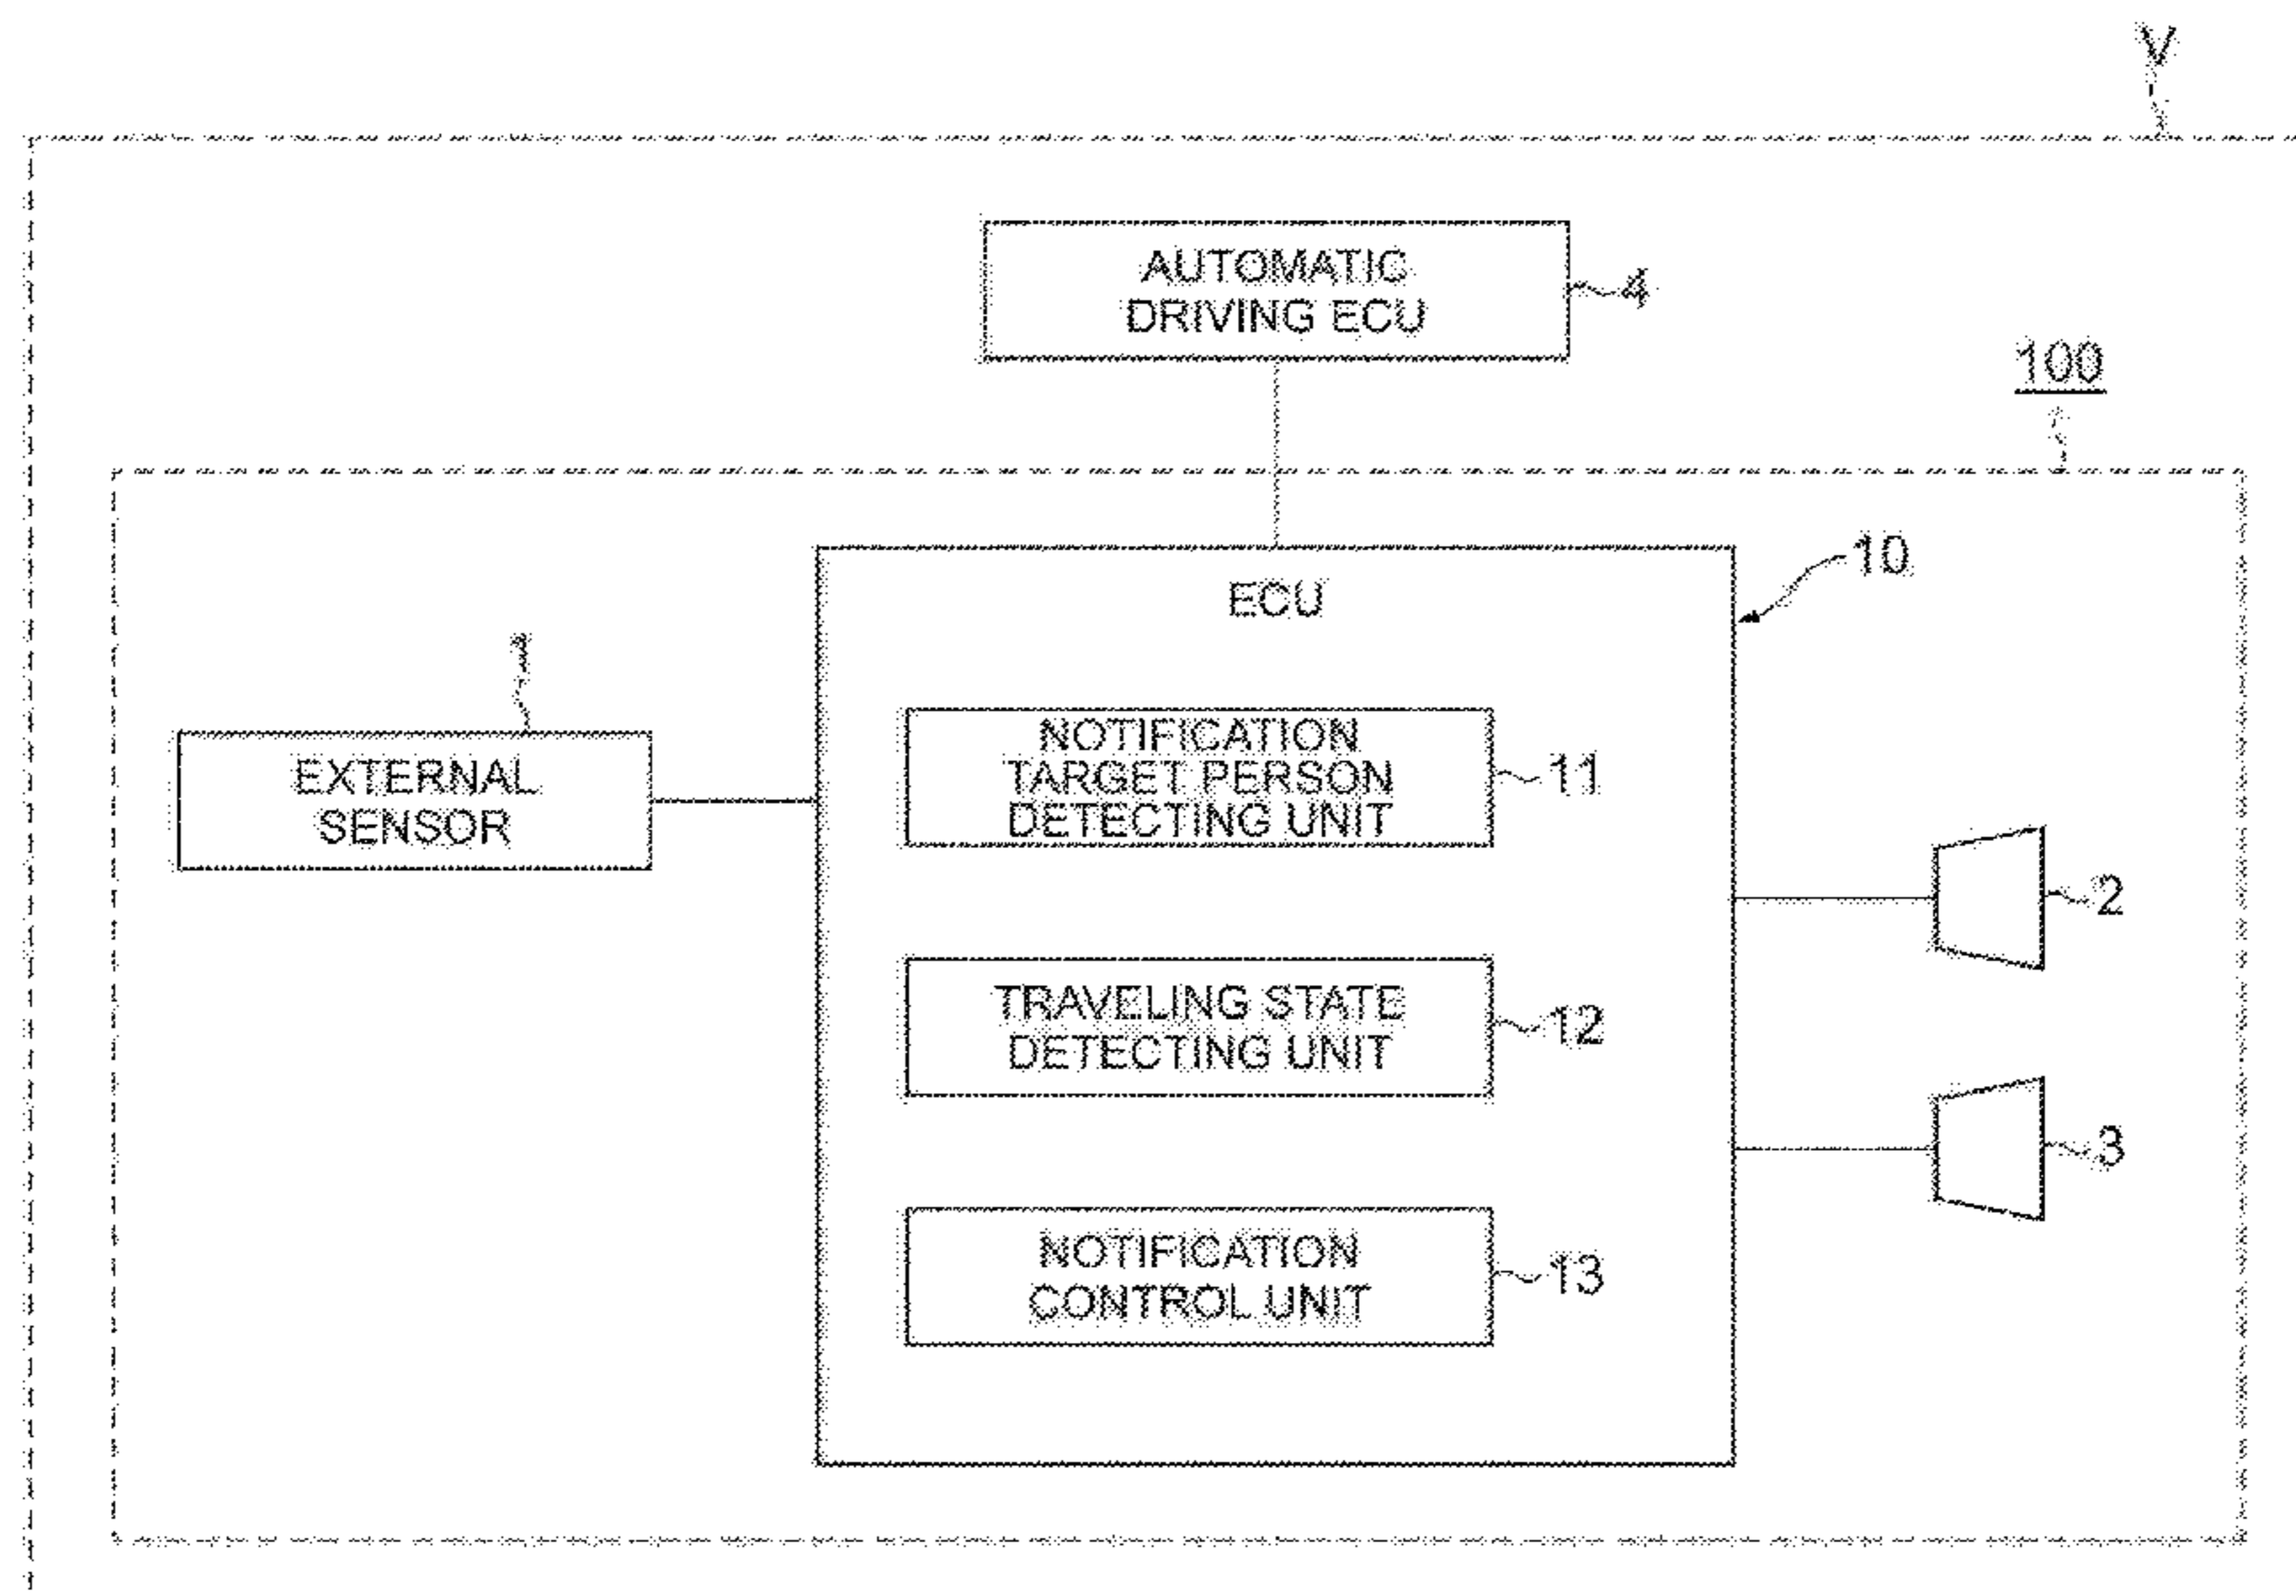 V
AUTOMATIC
DRIVING ECU
4
100
10
ECU
1
EXTERNAL
SENSOR
NOTIFICATION
TARGET PERSON
DETECTING UNIT
11
2
TRAVELING STATE
DETECTING UNIT
12
3
NOTIFICATION
CONTROL UNIT
13